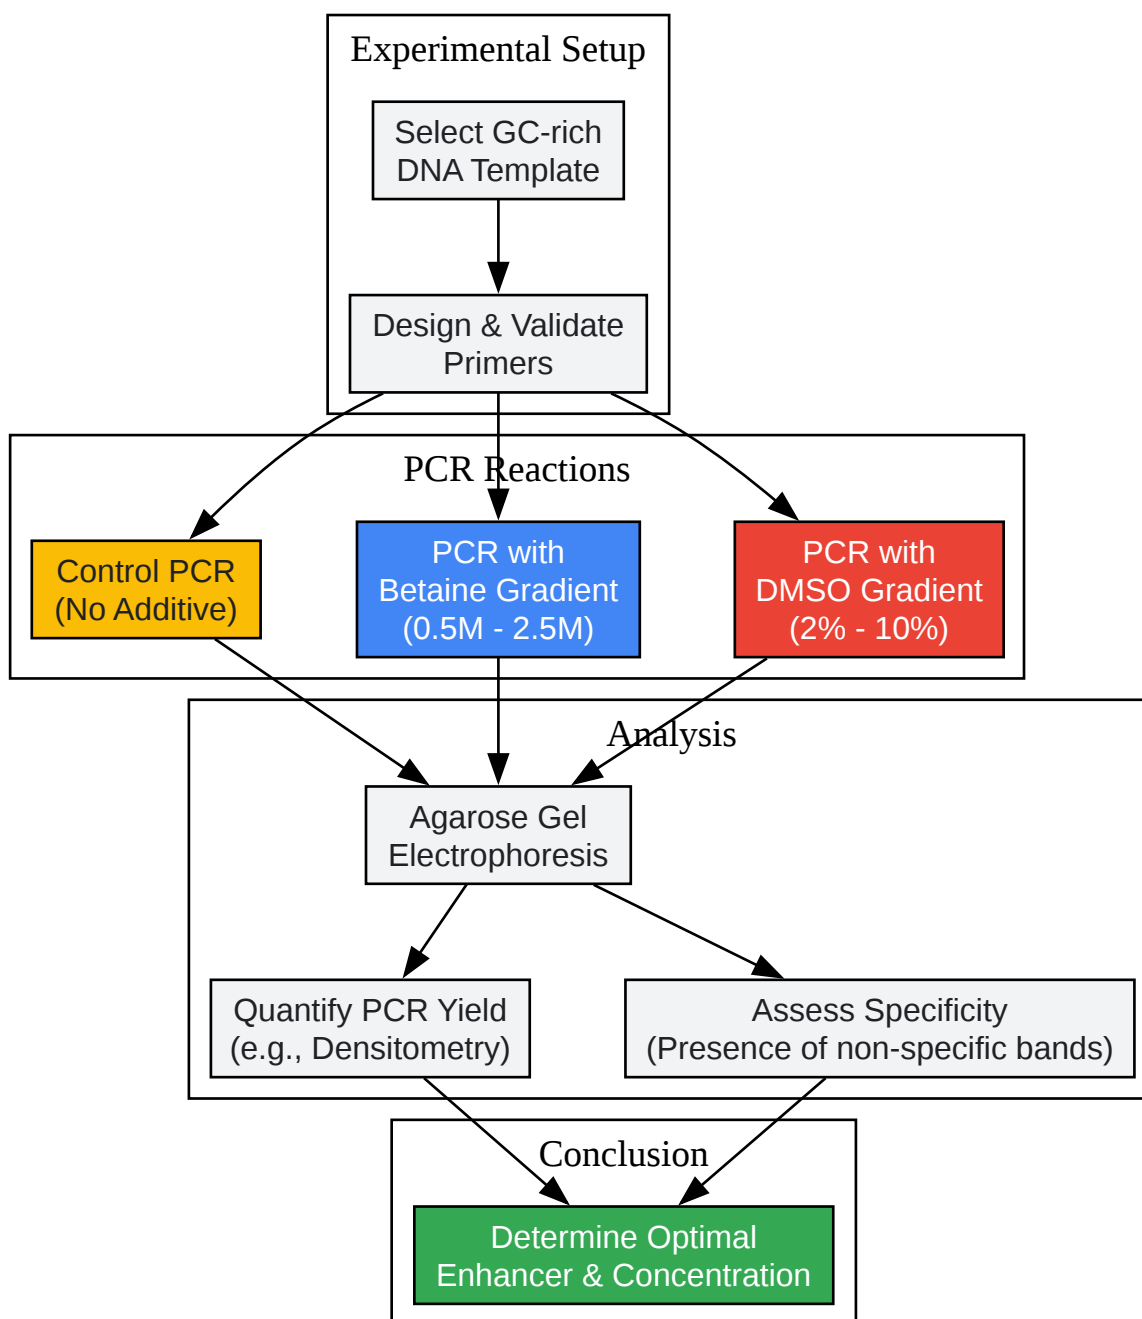 Experimental Setup
Select GC-rich
DNA Template
Design & Validate
Primers
PCR Reactions
Control PCR
(No Additive)
PCR with
Betaine Gradient
(0.5M - 2.5M)
PCR with
DMSO Gradient
(2% - 10%)
Analysis
Agarose Gel
Electrophoresis
Quantify PCR Yield
(e.g., Densitometry)
Assess Specificity
(Presence of non-specific bands)
Conclusion
Determine Optimal
Enhancer & Concentration